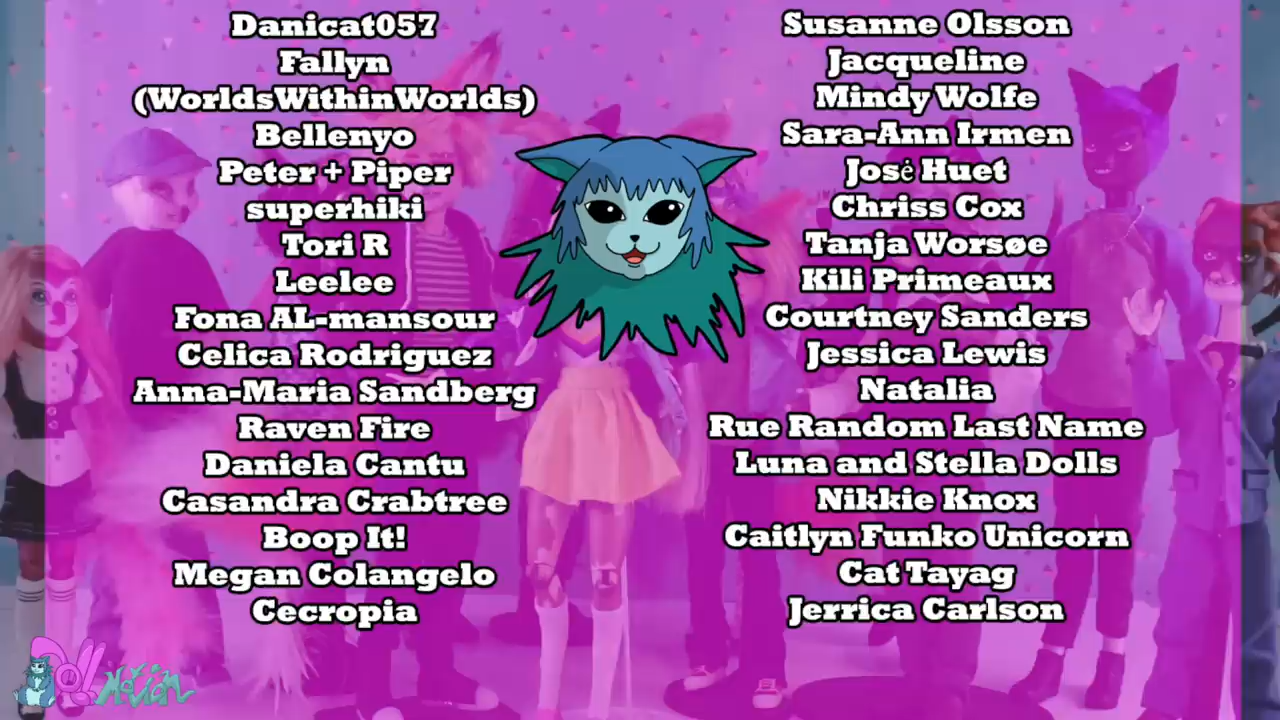 Danicat057
Fallyn
(WorldsWithinWorlds)
Bellenyo
Peter + Piper
superhiki
Tori R
Leelee
Fona AL-mansour
Celica Rodriguez
Anna-Maria Sandberg
Raven Fire
Daniela Cantu
Casandra Crabtree
Boop It!
Megan Colangelo
Cecropia
Susanne Olsson
Jacqueline
Mindy Wolfe
Sara-Ann Irmen
Josė Huet
Chriss Cox
Tanja Worsøe
Kili Primeaux
Courtney Sanders
Jessica Lewis
Natalia
Rue Random Last Name
Luna and Stella Dolls
Nikkie Knox
Caitlyn Funko Unicorn
Cat Tayag
Jerrica Carlson
Doll Motion